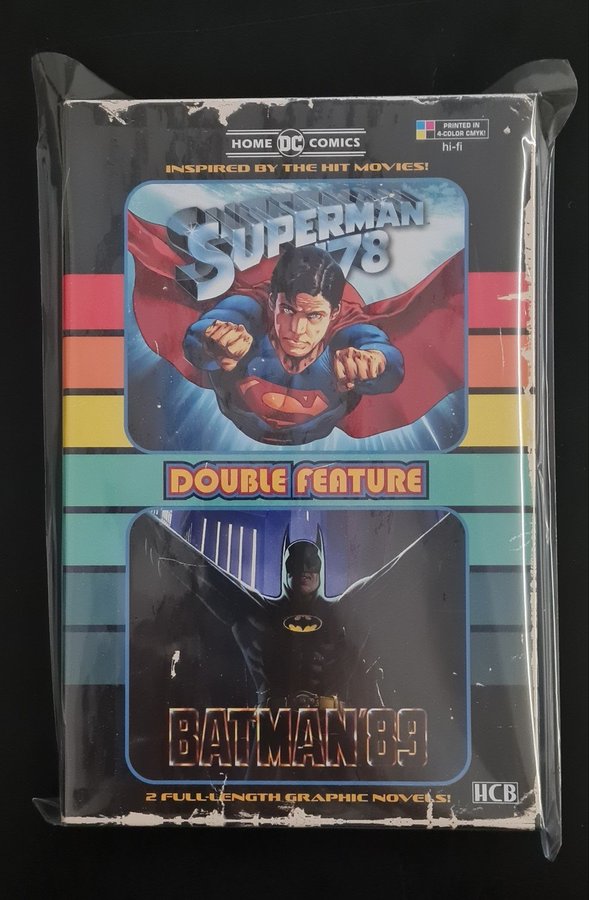 HOME DC COMICS
PRINTED IN
4-COLOR CMYK!
hi-fi
INSPIRED BY THE HIT MOVIES!
SUPERMAN
'78
DOUBLE FEATURE
BATMAN'89
2 FULL-LENGTH GRAPHIC NOVELS!
HCB